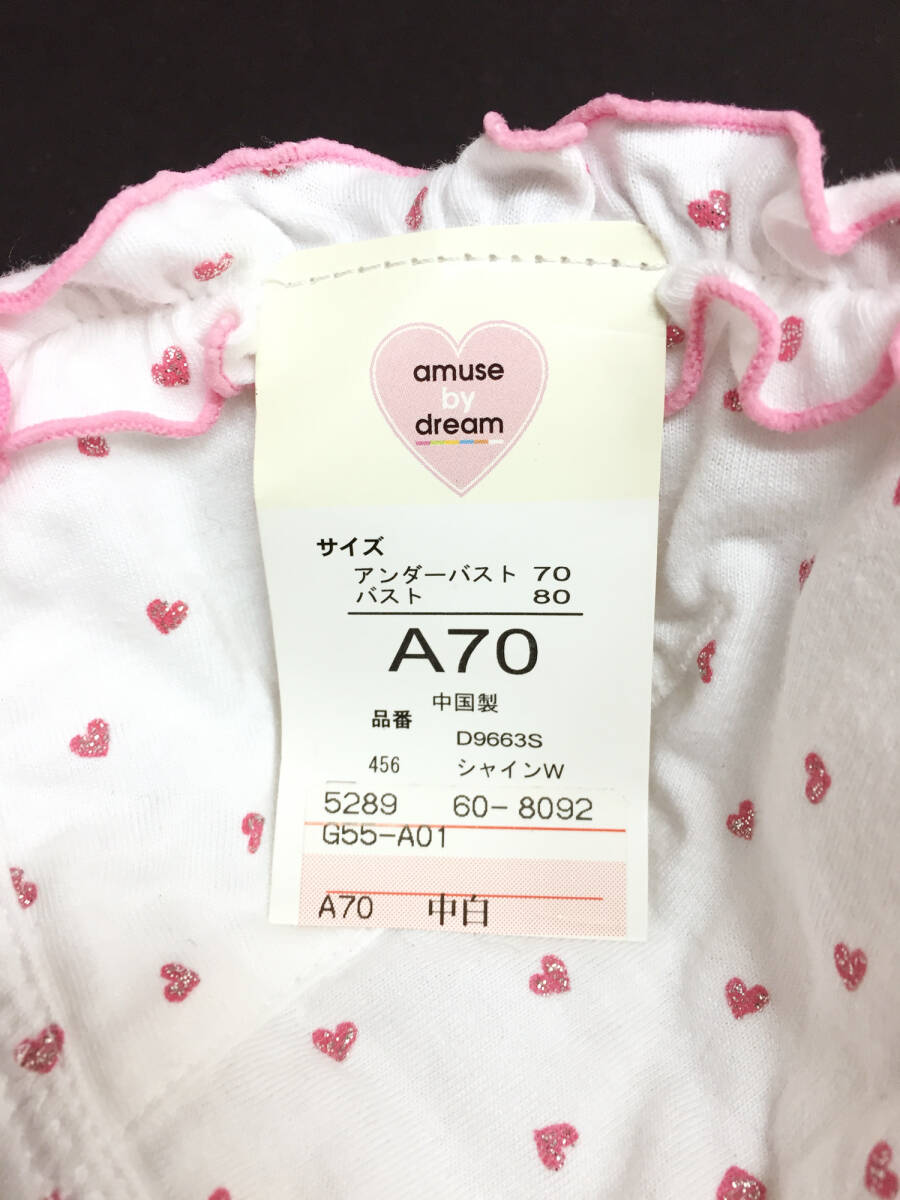 amuse
by
dream
サイズ
アンダーバスト 70
バスト 80
A70
中国製
品番
D9663S
456 シャインW
5289 60-8092
G55-A01
A70 中白